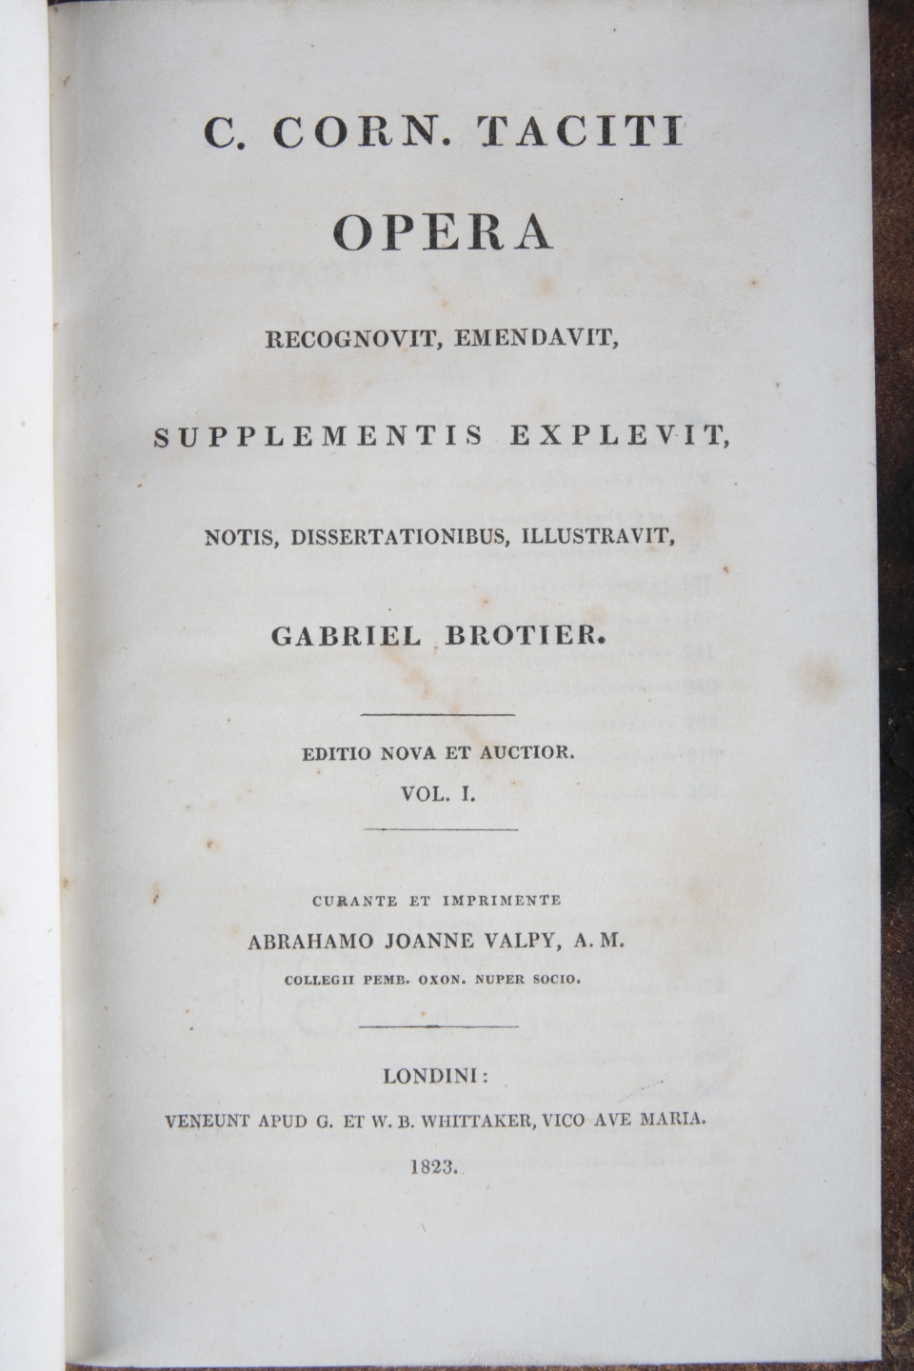 C. CORN. TACITI
OPERA
RECOGNOVIT, EMENDAVIT,
SUPPLEMENTIS EXPLEVIT,
NOTIS, DISSERTATIONIBUS, ILLUSTRAVIT,
GABRIEL BROTIER.
EDITIO NOVA ET AUCTIOR.
VOL. I.
CURANTE ET IMPRIMENTE
ABRAHAMO JOANNE VALPY, A. M.
COLLEGII PEMB. OXON. NUPER SOCIO.
LONDINI:
VENEUNT APUD G. ET W. B. WHITTAKER, VICO AVE MARIA.
1823.